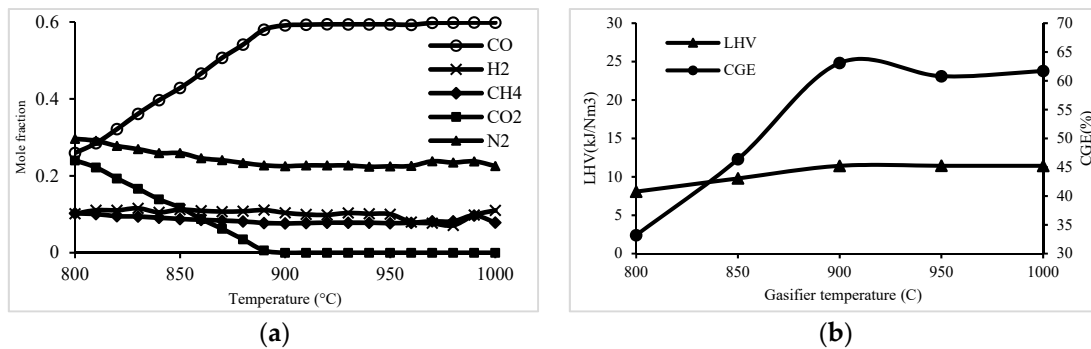 0.6
0.4
0.2
0
Mole fraction
CO
H2
CH4
CO2
N2
800
850
900
950
1000
Temperature (°C)
(a)
30
25
20
15
10
5
0
LHV(kJ/Nm3)
LHV
CGE
70
65
60
55
50
45
40
35
30
CGE(%)
800
850
900
950
1000
Gasifier temperature (C)
(b)